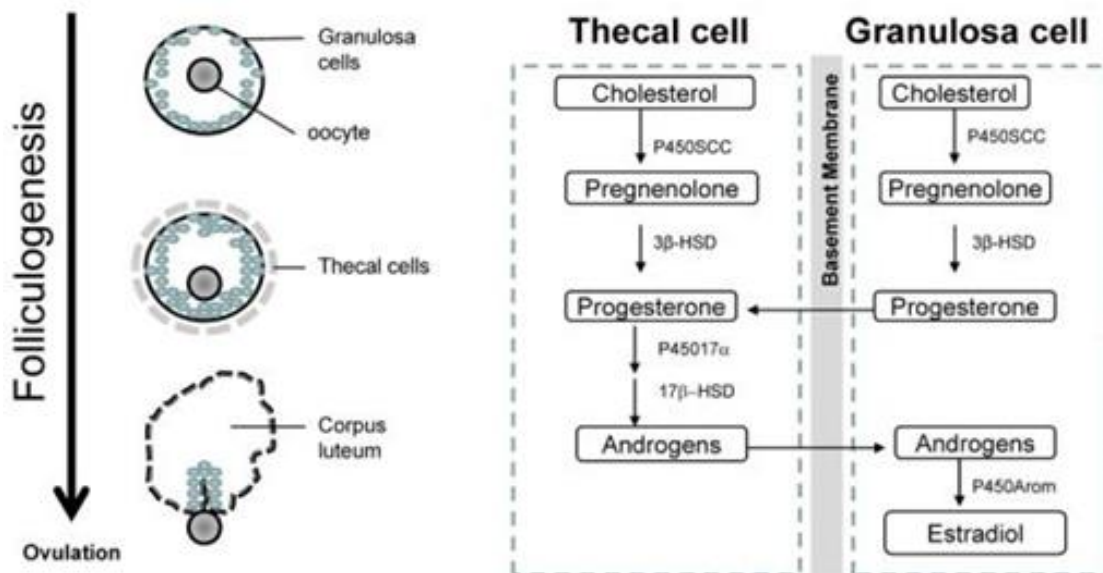 Folliculogenesis
Granulosa
cells
oocyte
Thecal cells
Corpus
luteum
Ovulation
Thecal cell
Cholesterol
P450SCC
Pregnenolone
3β-HSD
Progesterone
P45017α
17β-HSD
Androgens
Basement Membrane
Granulosa cell
Cholesterol
P450SCC
Pregnenolone
3β-HSD
Progesterone
Androgens
P450Arom
Estradiol